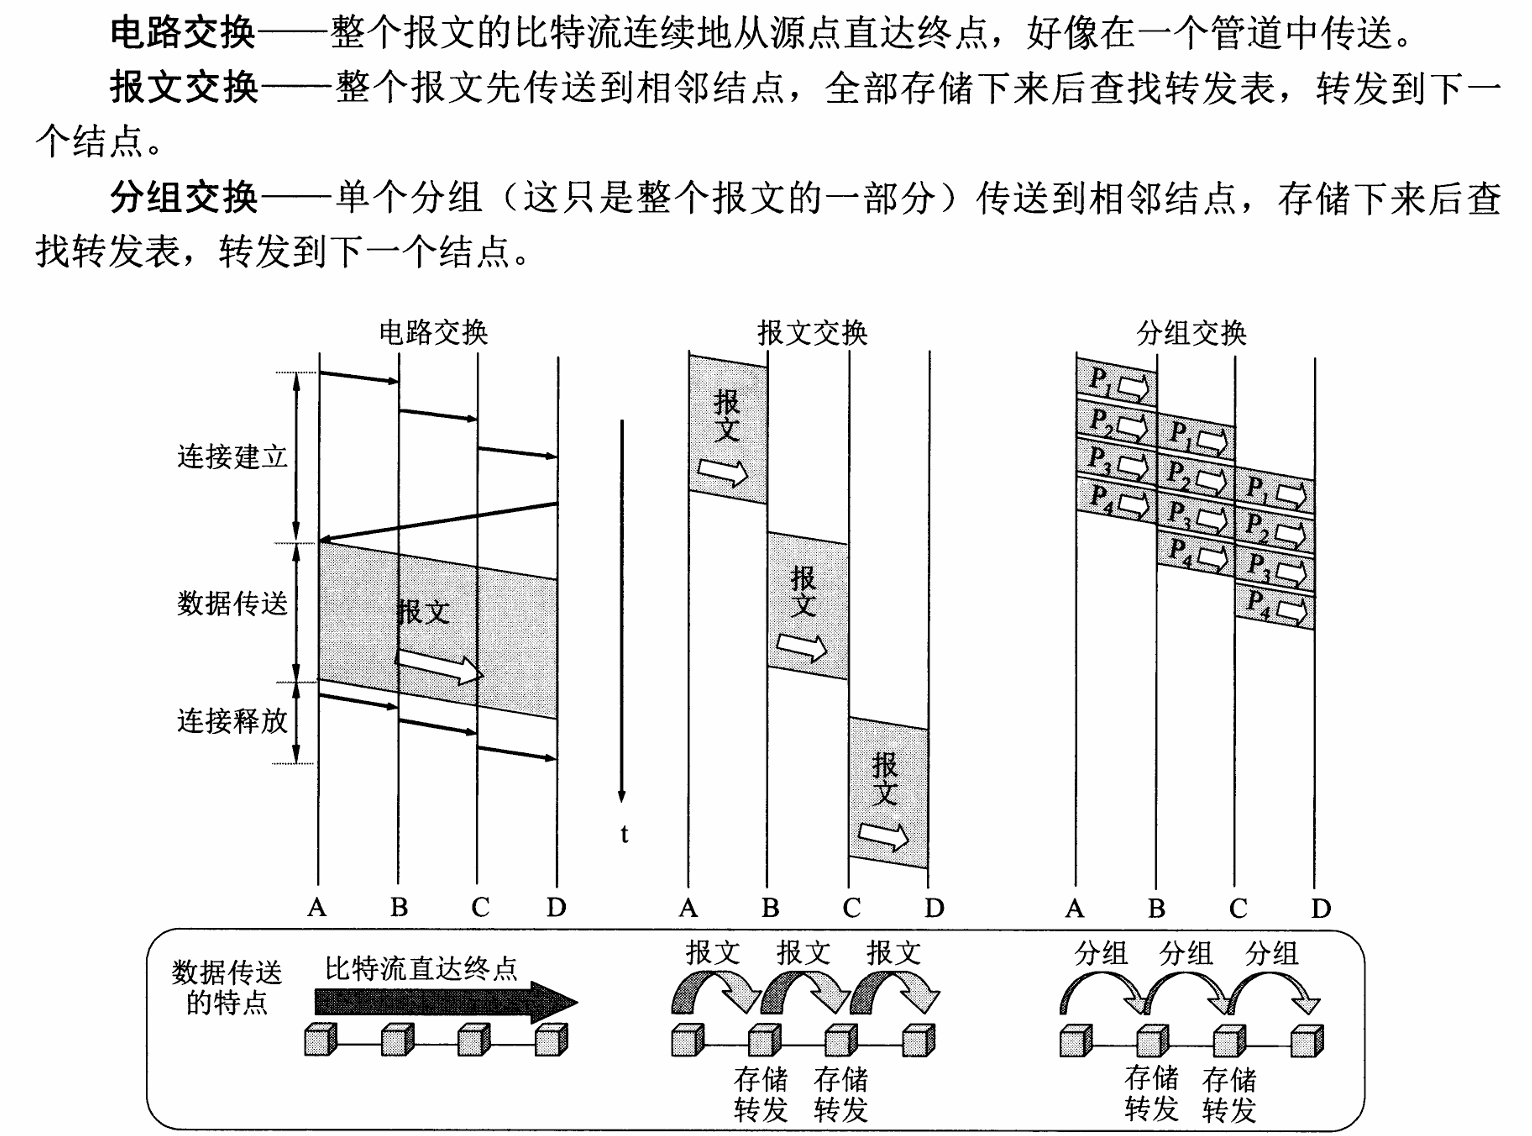 电路交换——整个报文的比特流连续地从源点直达终点，好像在一个管道中传送。
报文交换——整个报文先传送到相邻结点，全部存储下来后查找转发表，转发到下一
个结点。
分组交换——单个分组（这只是整个报文的一部分）传送到相邻结点，存储下来后查
找转发表，转发到下一个结点。
电路交换
连接建立
数据传送
报文
连接释放
A B C D
t
报文交换
报
文
报
文
报
文
A B C D
分组交换
P1
P2 P1
P3 P2 P1
P4 P3 P2
P4 P3
P4
A B C D
数据传送
的特点
比特流直达终点
报文 报文 报文
存储 存储
转发 转发
分组 分组 分组
存储 存储
转发 转发